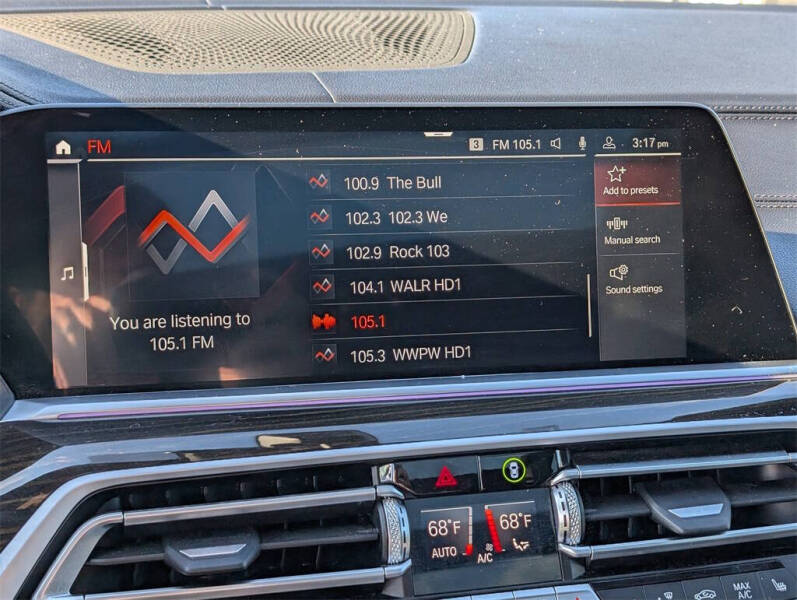 FM
3 FM 105.1 3:17 pm
100.9 The Bull
102.3 102.3 We
102.9 Rock 103
104.1 WALR HD1
105.1
105.3 WWPW HD1
You are listening to
105.1 FM
Add to presets
Manual search
Sound settings
68°F 68°F
AUTO A/C
MAX
A/C